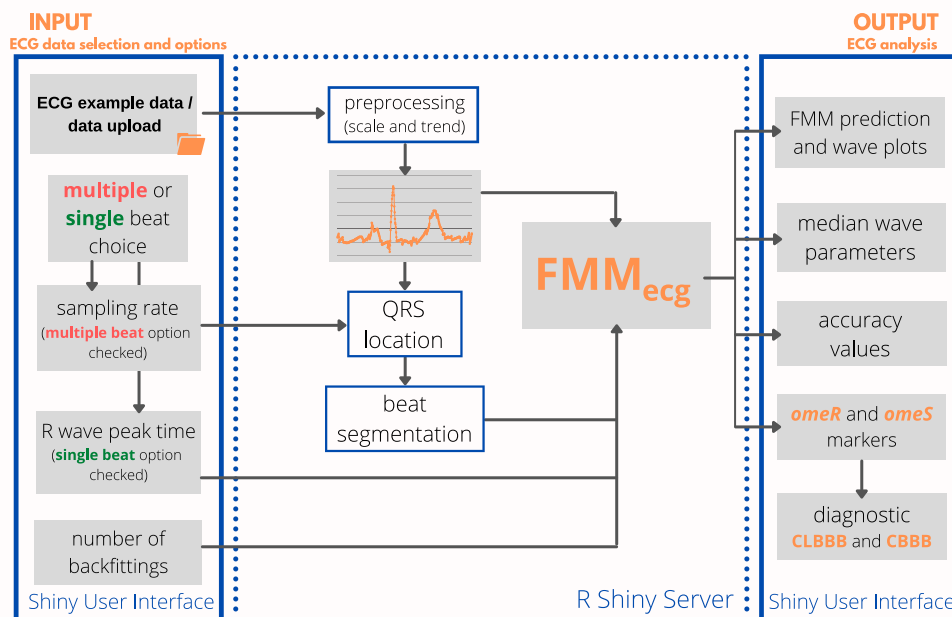 INPUT
ECG data selection and options
ECG example data /
data upload
multiple or
single beat
choice
sampling rate
(multiple beat option
checked)
R wave peak time
(single beat option
checked)
number of
backfittings
Shiny User Interface
preprocessing
(scale and trend)
QRS
location
beat
segmentation
FMMecg
R Shiny Server
OUTPUT
ECG analysis
FMM prediction
and wave plots
median wave
parameters
accuracy
values
omeR and omeS
markers
diagnostic
CLBBB and CBBB
Shiny User Interface